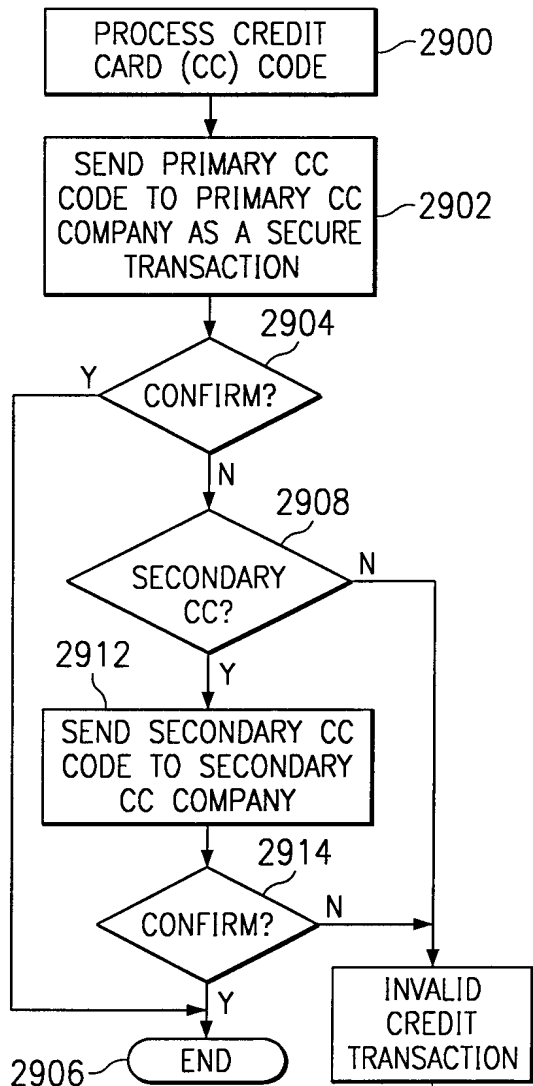 PROCESS CREDIT
CARD (CC) CODE
2900
SEND PRIMARY CC
CODE TO PRIMARY CC
COMPANY AS A SECURE
TRANSACTION
2902
2904
Y
CONFIRM?
N
2908
SECONDARY
CC?
N
Y
2912
SEND SECONDARY CC
CODE TO SECONDARY
CC COMPANY
2914
CONFIRM?
N
Y
INVALID
CREDIT
TRANSACTION
2906
END